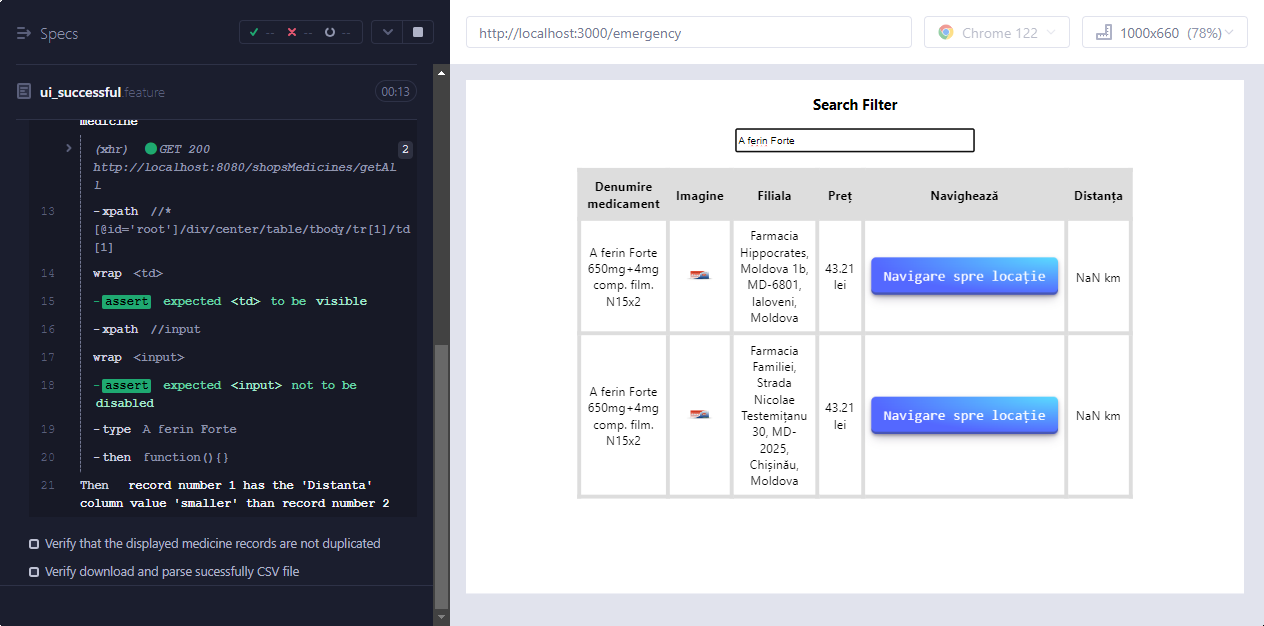 Specs
-- -- --
ui_successful.feature
00:13
medicine
(xhr) GET 200
2
http://localhost:8080/shopsMedicines/getAl
l
13 -xpath //*
[@id='root']/div/center/table/tbody/tr[1]/td
[1]
14 wrap <td>
15 -assert expected <td> to be visible
16 -xpath //input
17 wrap <input>
18 -assert expected <input> not to be
disabled
19 -type A ferin Forte
20 -then function(){}
21 Then record number 1 has the 'Distanta'
column value 'smaller' than record number 2
Verify that the displayed medicine records are not duplicated
Verify download and parse sucessfully CSV file
http://localhost:3000/emergency
Chrome 122
1000x660 (78%)
Search Filter
A ferin Forte
Denumire
medicament
Imagine
Filiala
Preț
Navighează
Distanța
A ferin Forte
650mg+4mg
comp. film.
N15x2
Farmacia
Hippocrates,
Moldova 1b,
MD-6801,
Ialoveni,
Moldova
43.21
lei
Navigare spre locație
NaN km
A ferin Forte
650mg+4mg
comp. film.
N15x2
Farmacia
Familiei,
Strada
Nicolae
Testemițanu
30, MD-
2025,
Chișinău,
Moldova
43.21
lei
Navigare spre locație
NaN km